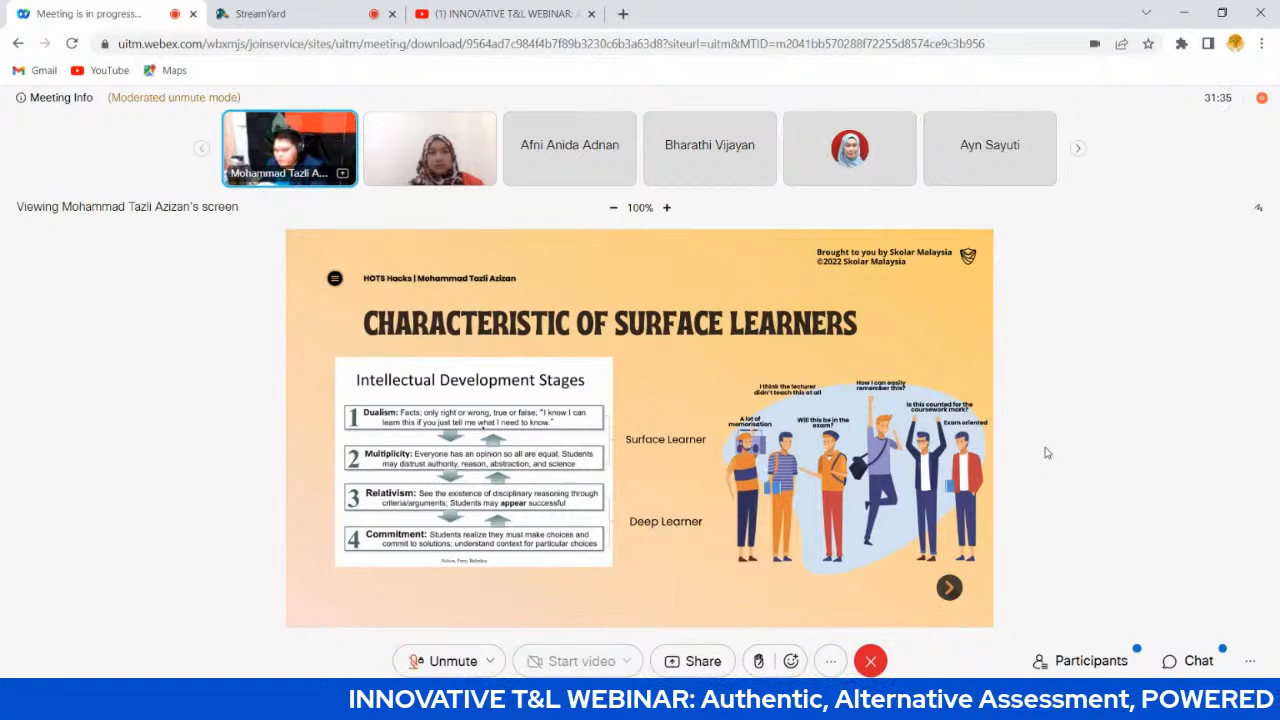 Meeting is in progress...
StreamYard
(1) INNOVATIVE T&L WEBINAR: A
uitm.webex.com/wbxmjs/joinservice/sites/uitm/meeting/download/9564ad7c984f4b7f89b3230c6b3a63d8?siteurl=uitm&MTID=m2041bb570288f72255d8574ce9c3b956
Gmail
YouTube
Maps
Meeting Info
(Moderated unmute mode)
31:35
Mohammad Tazli A...
Afni Anida Adnan
Bharathi Vijayan
Ayn Sayuti
Viewing Mohammad Tazli Azizan's screen
100%
Brought to you by Skolar Malaysia
©2022 Skolar Malaysia
HOTS Hacks | Mohammad Tazli Azizan
CHARACTERISTIC OF SURFACE LEARNERS
Intellectual Development Stages
1 Dualism: Facts; only right or wrong, true or false; "I know I can
learn this if you just tell me what I need to know."
2 Multiplicity: Everyone has an opinion so all are equal. Students
may distrust authority, reason, abstraction, and science
3 Relativism: See the existence of disciplinary reasoning through
criteria/arguments; Students may appear successful
4 Commitment: Students realize they must make choices and
commit to solutions; understand context for particular choices
Surface Learner
Deep Learner
I think the lecturer
didn't teach this at all
How I can easily
remember this?
Is this counted for the
coursework mark?
A lot of
memorisation
Will this be in the
exam?
Exam oriented
Unmute
Start video
Share
Participants
Chat
INNOVATIVE T&L WEBINAR: Authentic, Alternative Assessment, POWERED